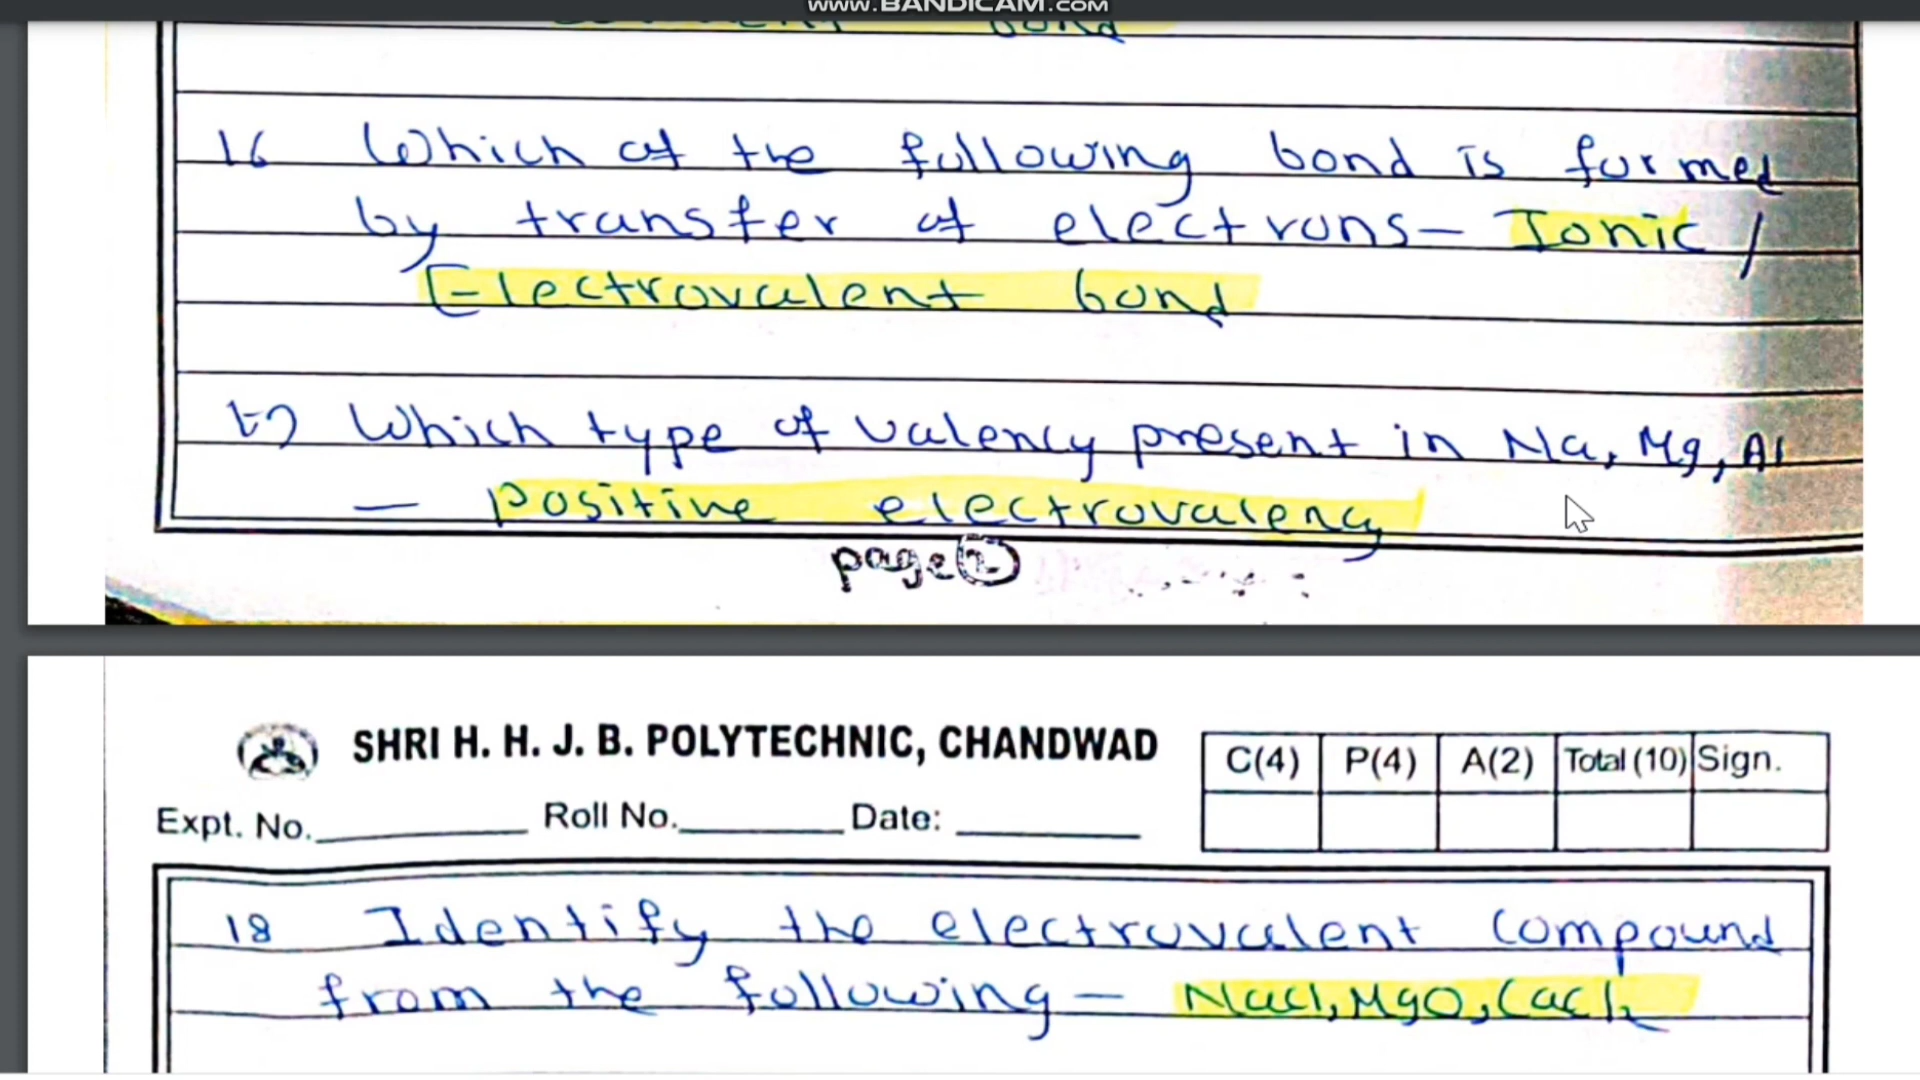 WWW.BANDICAM.COM
bond
16 Which of the following bond is formed
by transfer of electrons- Ionic /
Electrovalent bond
17 Which type of valency present in Na, Mg, Al
- positive electrovalency
page 2
SHRI H. H. J. B. POLYTECHNIC, CHANDWAD
C(4) P(4) A(2) Total (10) Sign.
Expt. No. Roll No. Date:
18 Identify the electrovalent compound
from the following - NaCl, MgO, CaCl2